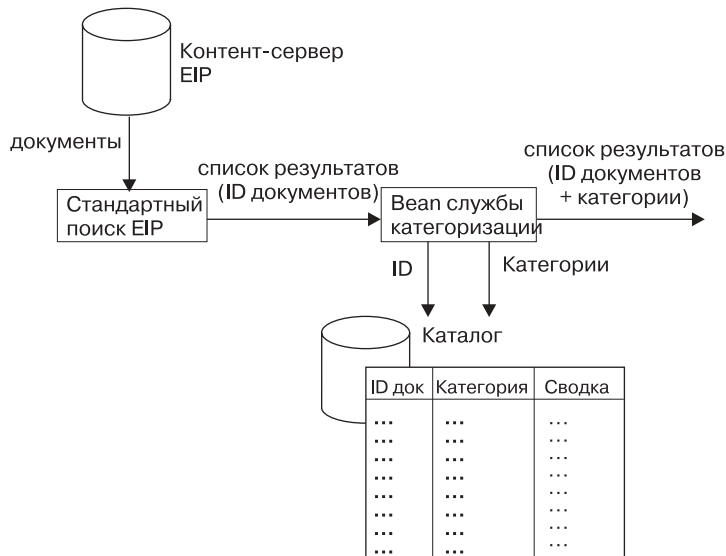 Контент-сервер
EIP
документы
список результатов
(ID документов)
список результатов
(ID документов
+ категории)
Стандартный
поиск EIP
Bean службы
категоризации
ID
Категории
Каталог
ID док Категория Сводка
... ... ...
... ... ...
... ... ...
... ... ...
... ... ...
... ... ...
... ... ...
... ... ...